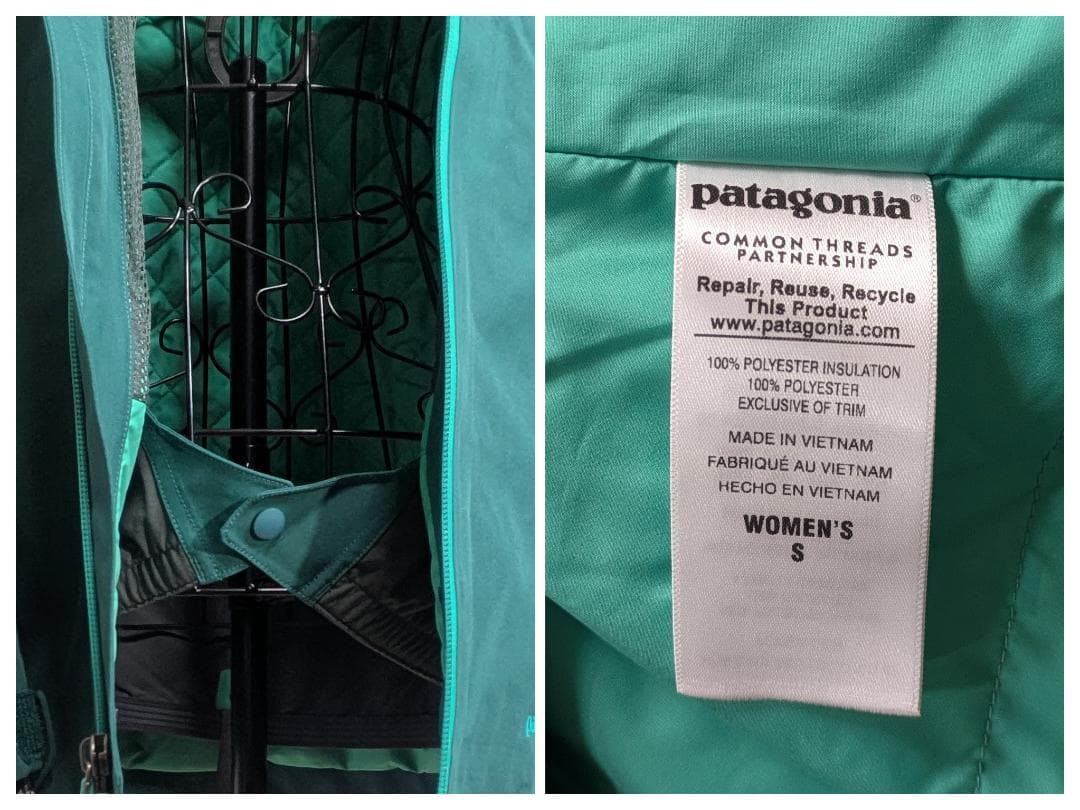 patagonia®
COMMON THREADS
PARTNERSHIP
Repair, Reuse, Recycle
This Product
www.patagonia.com
100% POLYESTER INSULATION
100% POLYESTER
EXCLUSIVE OF TRIM
MADE IN VIETNAM
FABRIQUÉ AU VIETNAM
HECHO EN VIETNAM
WOMEN'S
S